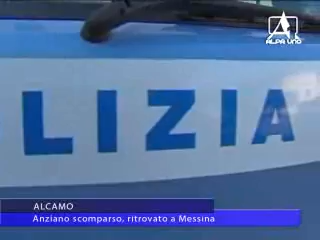 ALPA UNO
LIZIA
ALCAMO
Anziano scomparso, ritrovato a Messina